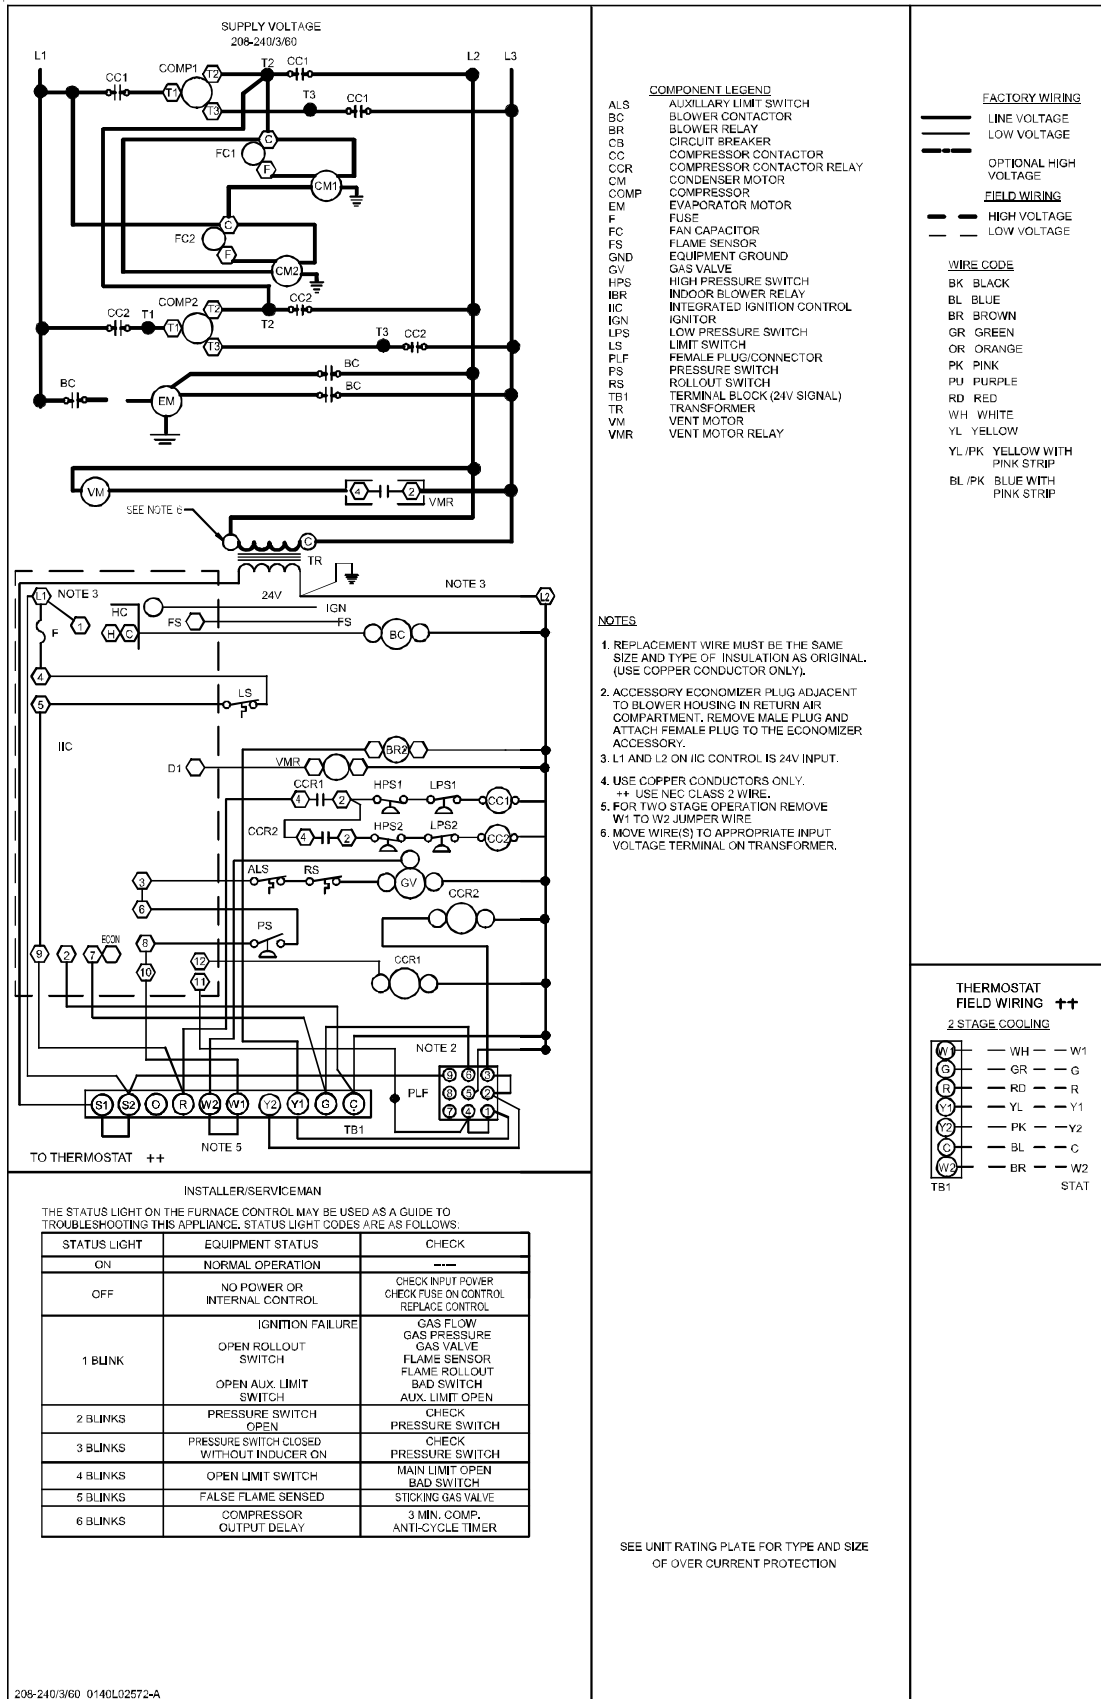 SUPPLY VOLTAGE
208-240/3/60
L1
L2
L3
CC1
COMP1
T2
T2
CC1
T1
T3
T3
CC1
C
FC1
F
CM1
C
FC2
F
CM2
CC2
T1
COMP2
T2
T2
CC2
T1
T3
T3
CC2
BC
EM
BC
BC
VM
4
2
VMR
SEE NOTE 6
C
TR
24V
NOTE 3
L1
NOTE 3
L2
F
1
HC
H
C
IGN
FS
FS
BC
4
5
LS
IIC
BR2
D1
VMR
CCR1
4
2
HPS1
LPS1
CC1
CCR2
4
2
HPS2
LPS2
CC2
3
ALS
RS
GV
CCR2
6
PS
8
9
2
7
ECON
10
12
11
CCR1
NOTE 2
9
6
3
8
5
2
7
4
1
PLF
S1
S2
O
R
W2
W1
Y2
Y1
G
C
TB1
NOTE 5
TO THERMOSTAT ++
COMPONENT LEGEND
ALS AUXILLARY LIMIT SWITCH
BC BLOWER CONTACTOR
BR BLOWER RELAY
CB CIRCUIT BREAKER
CC COMPRESSOR CONTACTOR
CCR COMPRESSOR CONTACTOR RELAY
CM CONDENSER MOTOR
COMP COMPRESSOR
EM EVAPORATOR MOTOR
F FUSE
FC FAN CAPACITOR
FS FLAME SENSOR
GND EQUIPMENT GROUND
GV GAS VALVE
HPS HIGH PRESSURE SWITCH
IBR INDOOR BLOWER RELAY
IIC INTEGRATED IGNITION CONTROL
IGN IGNITOR
LPS LOW PRESSURE SWITCH
LS LIMIT SWITCH
PLF FEMALE PLUG/CONNECTOR
PS PRESSURE SWITCH
RS ROLLOUT SWITCH
TB1 TERMINAL BLOCK (24V SIGNAL)
TR TRANSFORMER
VM VENT MOTOR
VMR VENT MOTOR RELAY
NOTES
1. REPLACEMENT WIRE MUST BE THE SAME
SIZE AND TYPE OF INSULATION AS ORIGINAL.
(USE COPPER CONDUCTOR ONLY).
2. ACCESSORY ECONOMIZER PLUG ADJACENT
TO BLOWER HOUSING IN RETURN AIR
COMPARTMENT. REMOVE MALE PLUG AND
ATTACH FEMALE PLUG TO THE ECONOMIZER
ACCESSORY.
3. L1 AND L2 ON IIC CONTROL IS 24V INPUT.
4. USE COPPER CONDUCTORS ONLY.
++ USE NEC CLASS 2 WIRE.
5. FOR TWO STAGE OPERATION REMOVE
W1 TO W2 JUMPER WIRE
6. MOVE WIRE(S) TO APPROPRIATE INPUT
VOLTAGE TERMINAL ON TRANSFORMER.
SEE UNIT RATING PLATE FOR TYPE AND SIZE
OF OVER CURRENT PROTECTION
FACTORY WIRING
LINE VOLTAGE
LOW VOLTAGE
OPTIONAL HIGH
VOLTAGE
FIELD WIRING
HIGH VOLTAGE
LOW VOLTAGE
WIRE CODE
BK BLACK
BL BLUE
BR BROWN
GR GREEN
OR ORANGE
PK PINK
PU PURPLE
RD RED
WH WHITE
YL YELLOW
YL /PK YELLOW WITH
PINK STRIP
BL /PK BLUE WITH
PINK STRIP
THERMOSTAT
FIELD WIRING ++
2 STAGE COOLING
W1 WH W1
G GR G
R RD R
Y1 YL Y1
Y2 PK Y2
C BL C
W2 BR W2
TB1 STAT
INSTALLER/SERVICEMAN
THE STATUS LIGHT ON THE FURNACE CONTROL MAY BE USED AS A GUIDE TO
TROUBLESHOOTING THIS APPLIANCE. STATUS LIGHT CODES ARE AS FOLLOWS:
STATUS LIGHT EQUIPMENT STATUS CHECK
ON NORMAL OPERATION ----
OFF NO POWER OR
INTERNAL CONTROL
CHECK INPUT POWER
CHECK FUSE ON CONTROL
REPLACE CONTROL
1 BLINK
IGNITION FAILURE
OPEN ROLLOUT
SWITCH
OPEN AUX. LIMIT
SWITCH
GAS FLOW
GAS PRESSURE
GAS VALVE
FLAME SENSOR
FLAME ROLLOUT
BAD SWITCH
AUX. LIMIT OPEN
2 BLINKS
PRESSURE SWITCH
OPEN
CHECK
PRESSURE SWITCH
3 BLINKS
PRESSURE SWITCH CLOSED
WITHOUT INDUCER ON
CHECK
PRESSURE SWITCH
4 BLINKS
OPEN LIMIT SWITCH
MAIN LIMIT OPEN
BAD SWITCH
5 BLINKS FALSE FLAME SENSED STICKING GAS VALVE
6 BLINKS
COMPRESSOR
OUTPUT DELAY
3 MIN. COMP.
ANTI-CYCLE TIMER
208-240/3/60 0140L02572-A